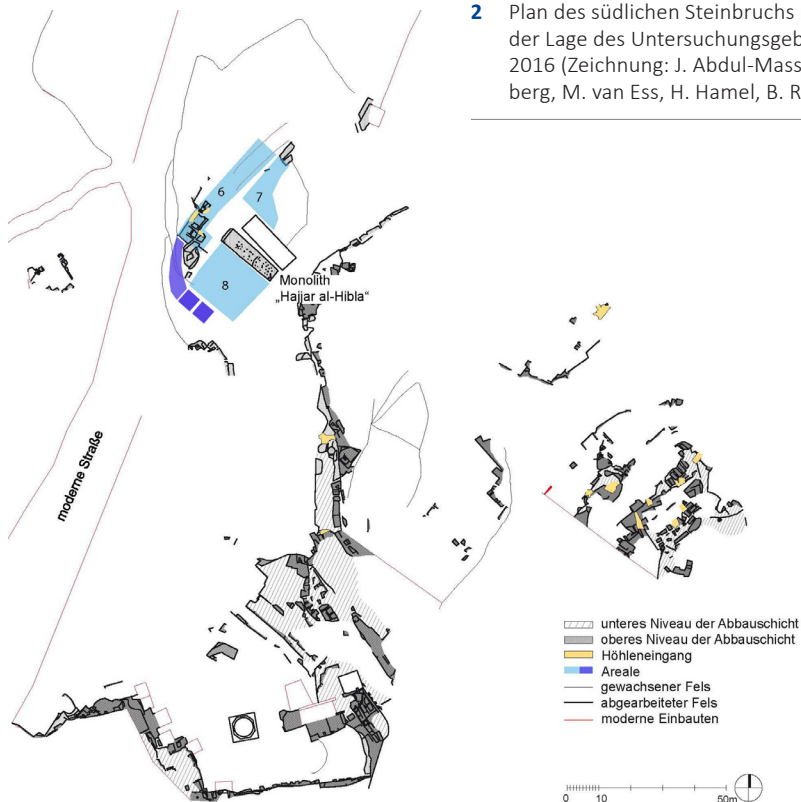 2 Plan des südlichen Steinbruchs
der Lage des Untersuchungsgeb
2016 (Zeichnung: J. Abdul-Mass
berg, M. van Ess, H. Hamel, B. R
6
7
8
Monolith
„Hajjar al-Hibla“
moderne Straße
unteres Niveau der Abbauschicht
oberes Niveau der Abbauschicht
Höhleneingang
Areale
gewachsener Fels
abgearbeiteter Fels
moderne Einbauten
0 10 50m